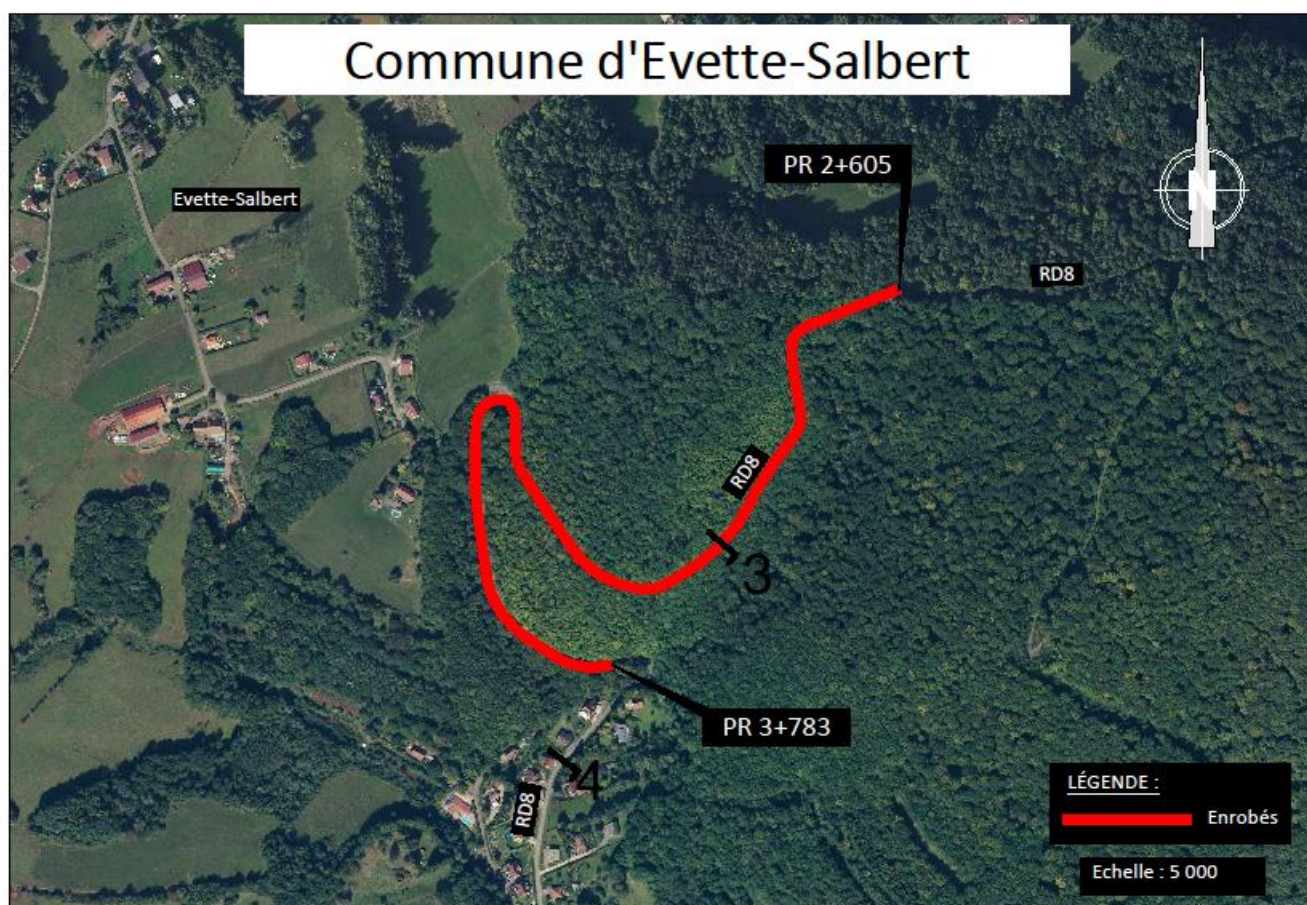 Commune d'Evette-Salbert
PR 2+605
N
Evette-Salbert
RD8
RD8
3
PR 3+783
4
RD8
LÉGENDE :
Enrobés
Echelle : 5 000